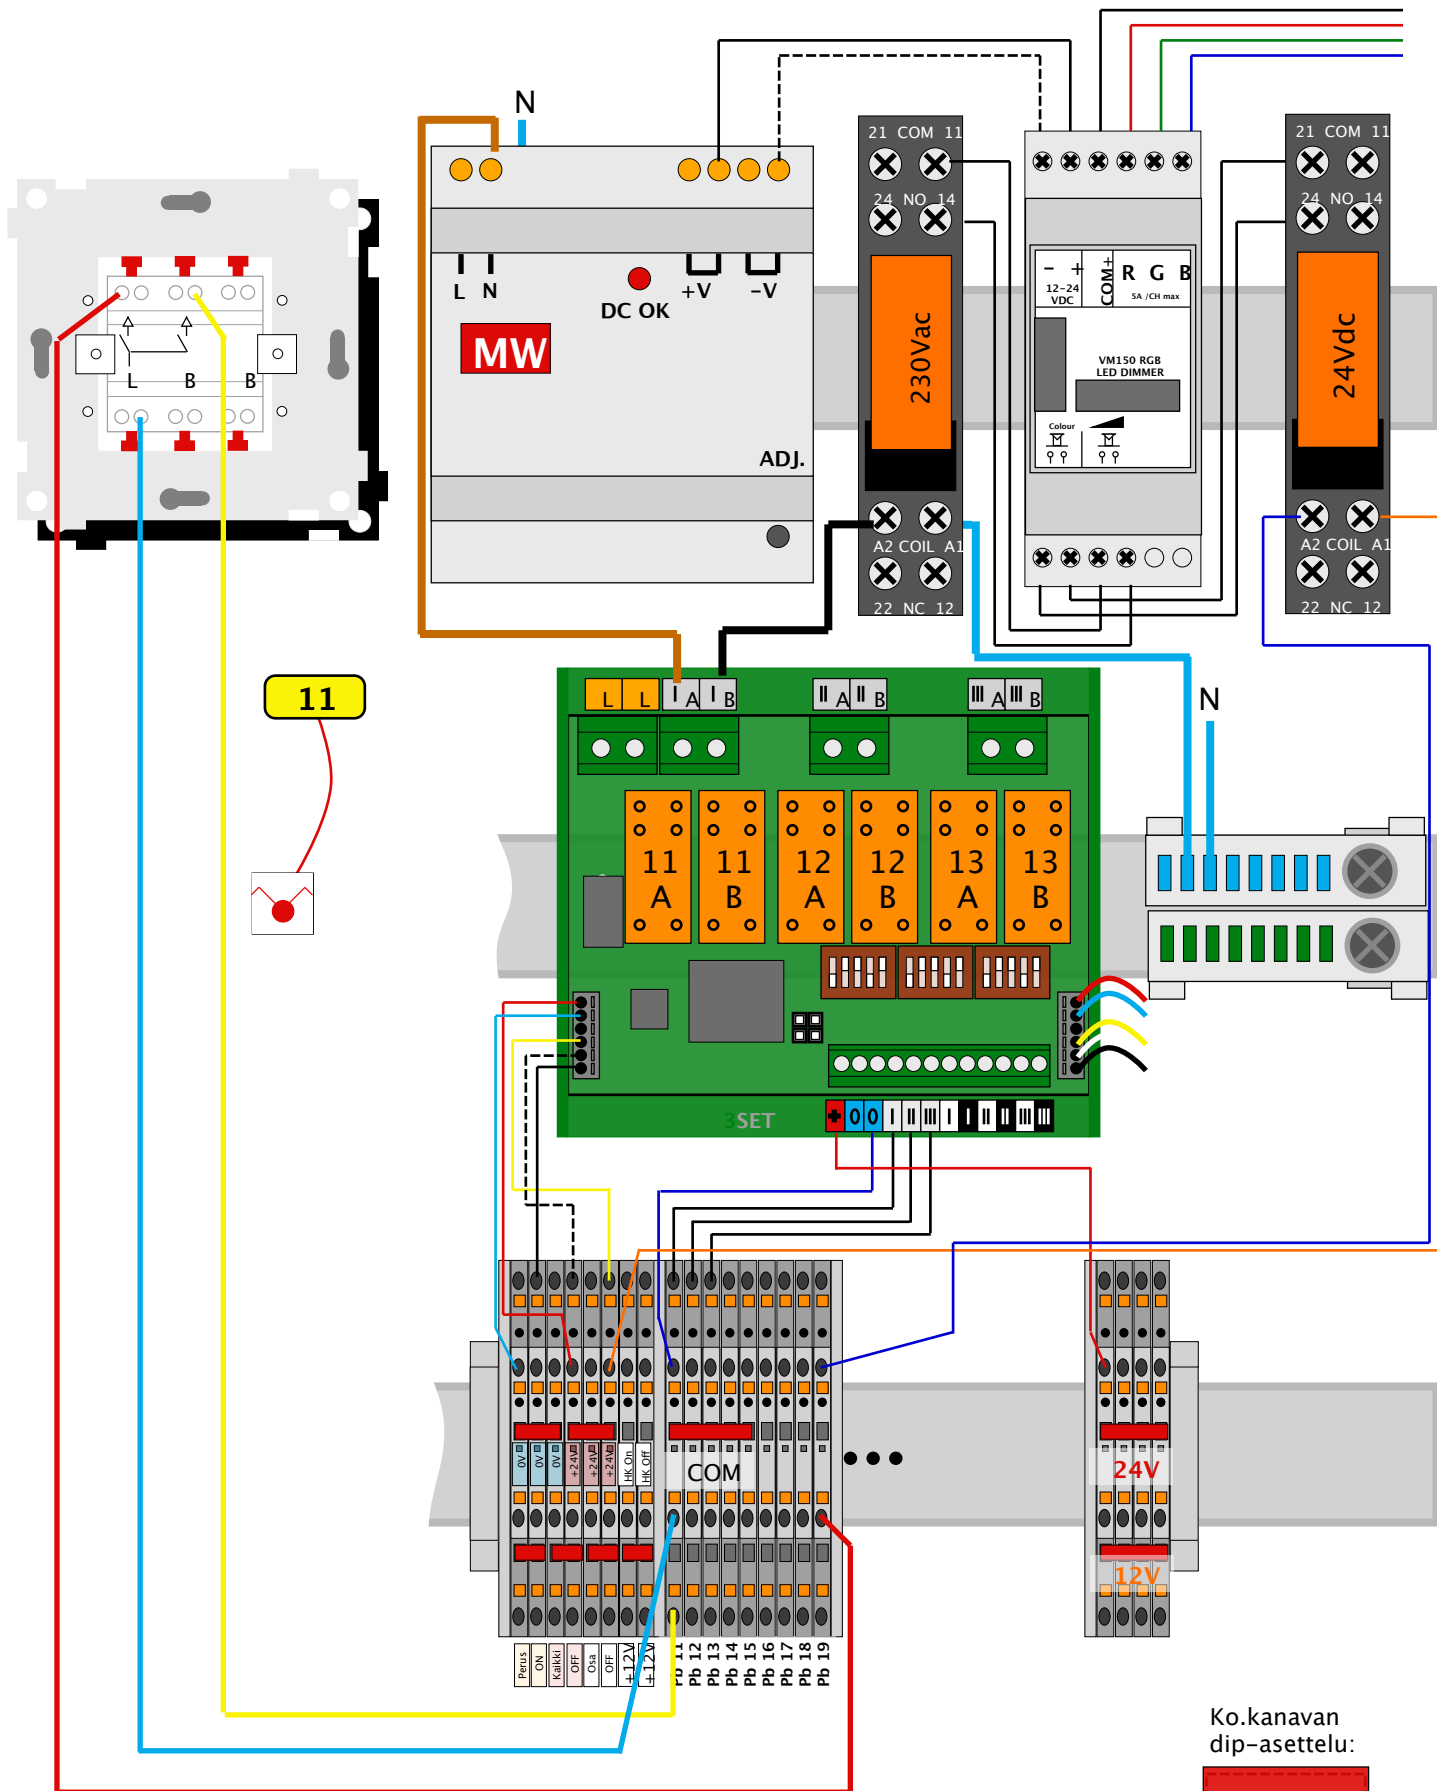 N
21 COM 11
24 NO 14
230Vac
A2 COIL A1
22 NC 12
21 COM 11
24 NO 14
24Vdc
A2 COIL A1
22 NC 12
L N
DC OK
+V -V
MW
ADJ.
- +
12-24
VDC
COM+
R G B
5A /CH max
VM150 RGB
LED DIMMER
Colour
L B B
11
L L I A I B
II A II B
III A III B
N
11 A
11 B
12 A
12 B
13 A
13 B
3SET
+ 0 0 I II III I I II II III III
0V 0V 0V +24V +24V +24V HK On HK Off
COM
24V
12V
Perus
ON
Kaikki
OFF
Osa
OFF
+12V
+12V
Pb 11
Pb 12
Pb 13
Pb 14
Pb 15
Pb 16
Pb 17
Pb 18
Pb 19
Ko.kanavan
dip-asettelu: